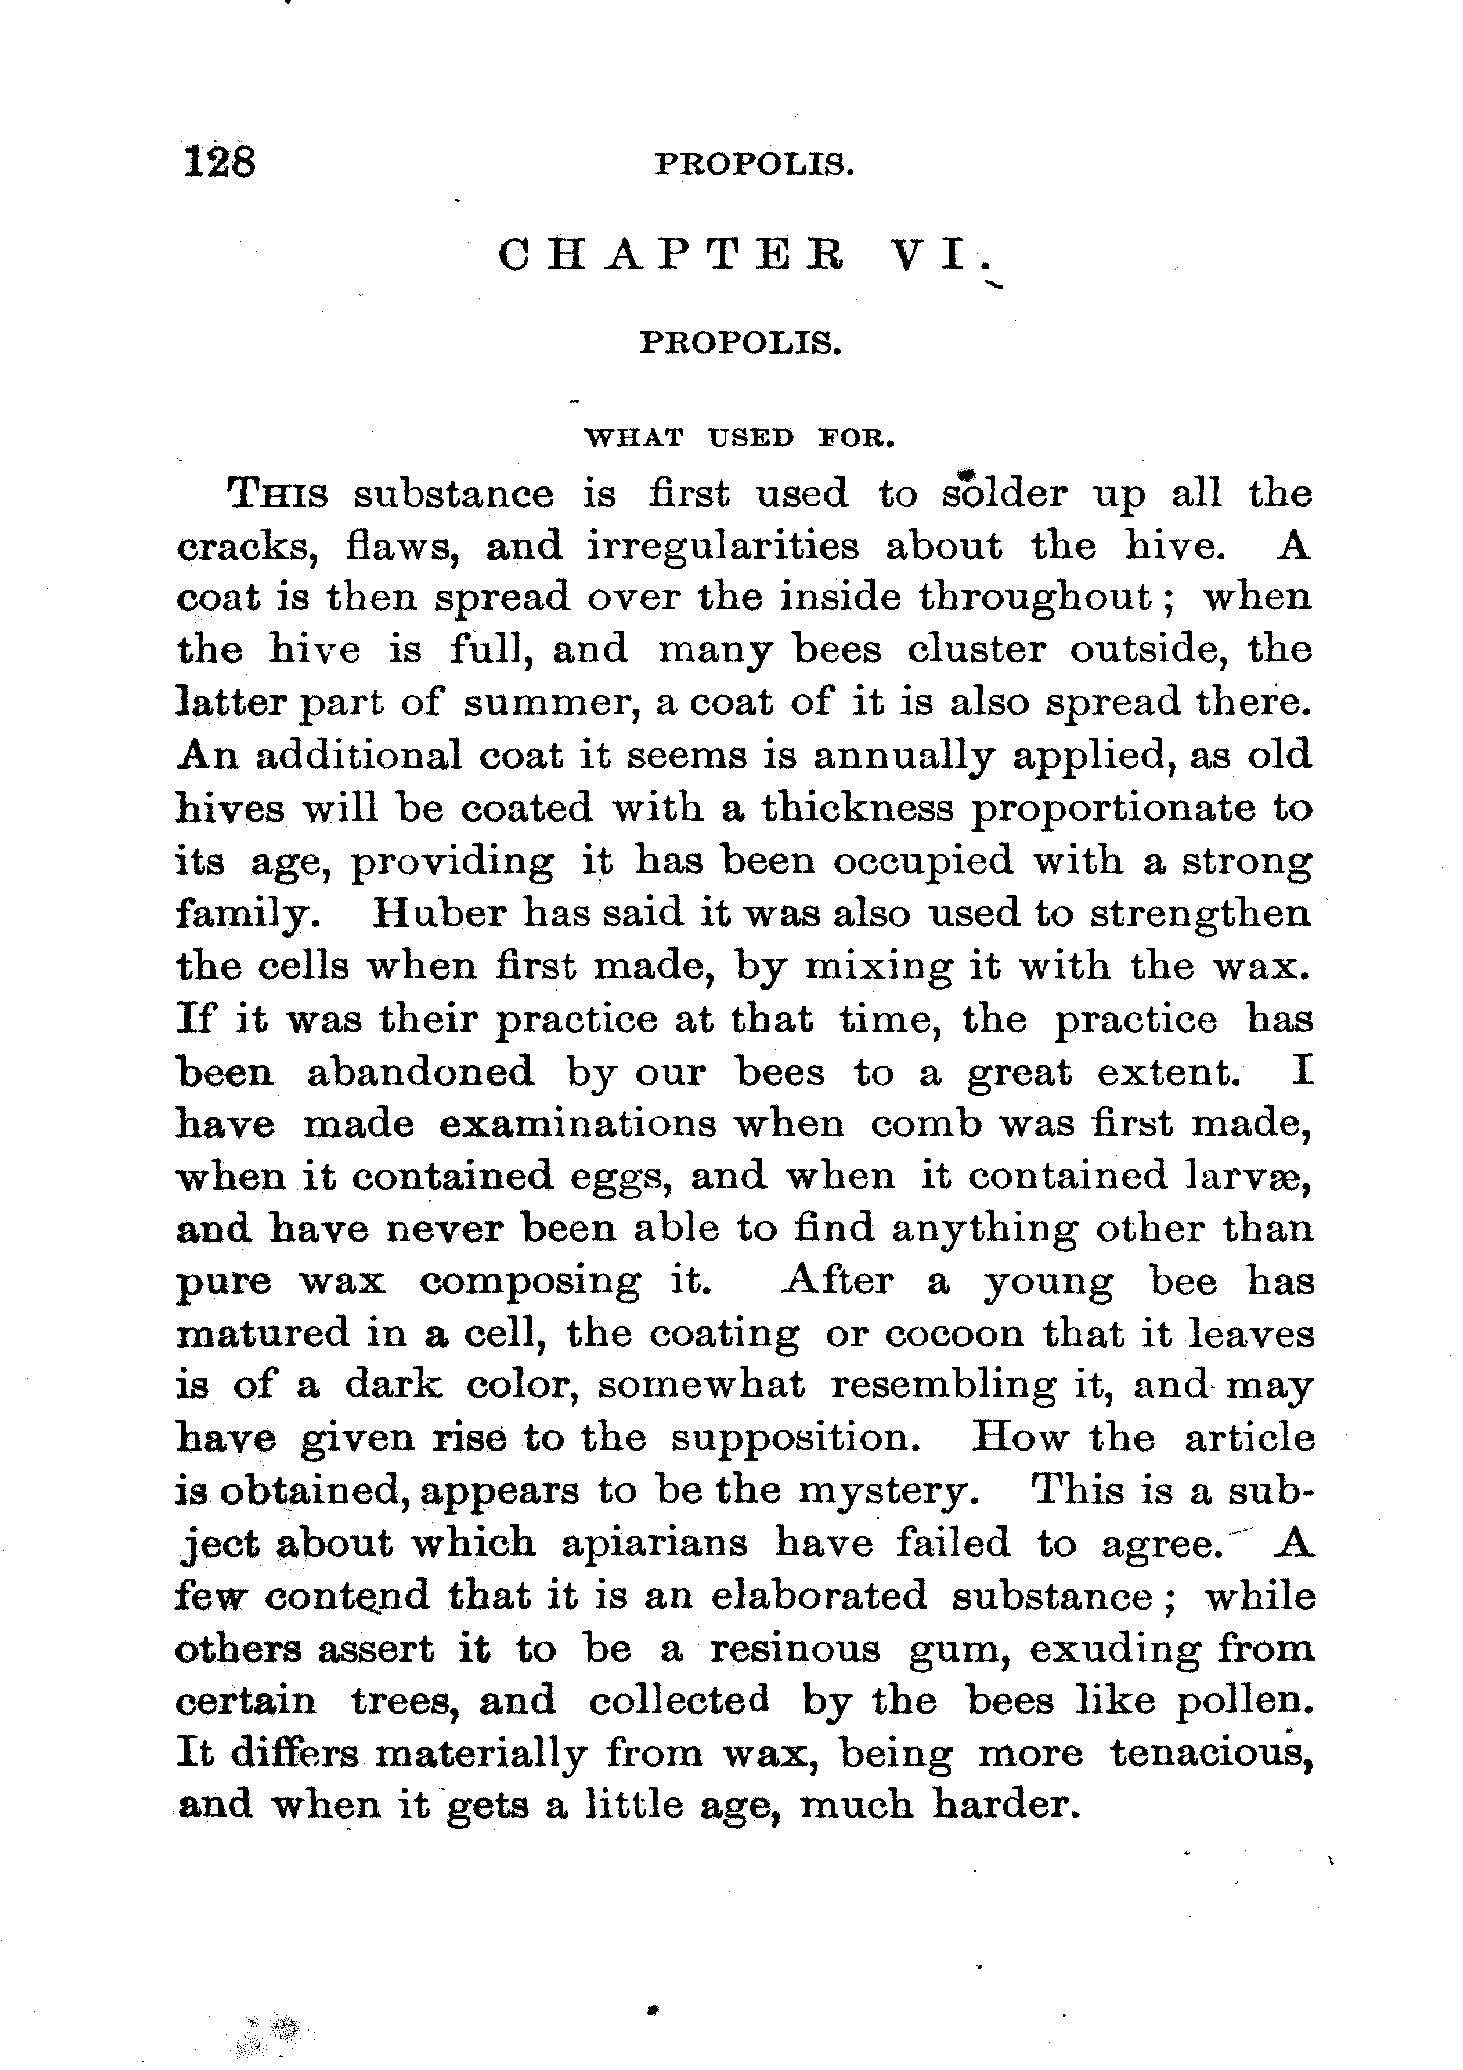 128 PROPOLIS.
CHAPTER VI.
PROPOLIS.
WHAT USED FOR.
THIS substance is first used to solder up all the
cracks, flaws, and irregularities about the hive. A
coat is then spread over the inside throughout; when
the hive is full, and many bees cluster outside, the
latter part of summer, a coat of it is also spread there.
An additional coat it seems is annually applied, as old
hives will be coated with a thickness proportionate to
its age, providing it has been occupied with a strong
family. Huber has said it was also used to strengthen
the cells when first made, by mixing it with the wax.
If it was their practice at that time, the practice has
been abandoned by our bees to a great extent. I
have made examinations when comb was first made,
when it contained eggs, and when it contained larvæ,
and have never been able to find anything other than
pure wax composing it. After a young bee has
matured in a cell, the coating or cocoon that it leaves
is of a dark color, somewhat resembling it, and may
have given rise to the supposition. How the article
is obtained, appears to be the mystery. This is a sub-
ject about which apiarians have failed to agree. A
few contend that it is an elaborated substance; while
others assert it to be a resinous gum, exuding from
certain trees, and collected by the bees like pollen.
It differs materially from wax, being more tenacious,
and when it gets a little age, much harder.